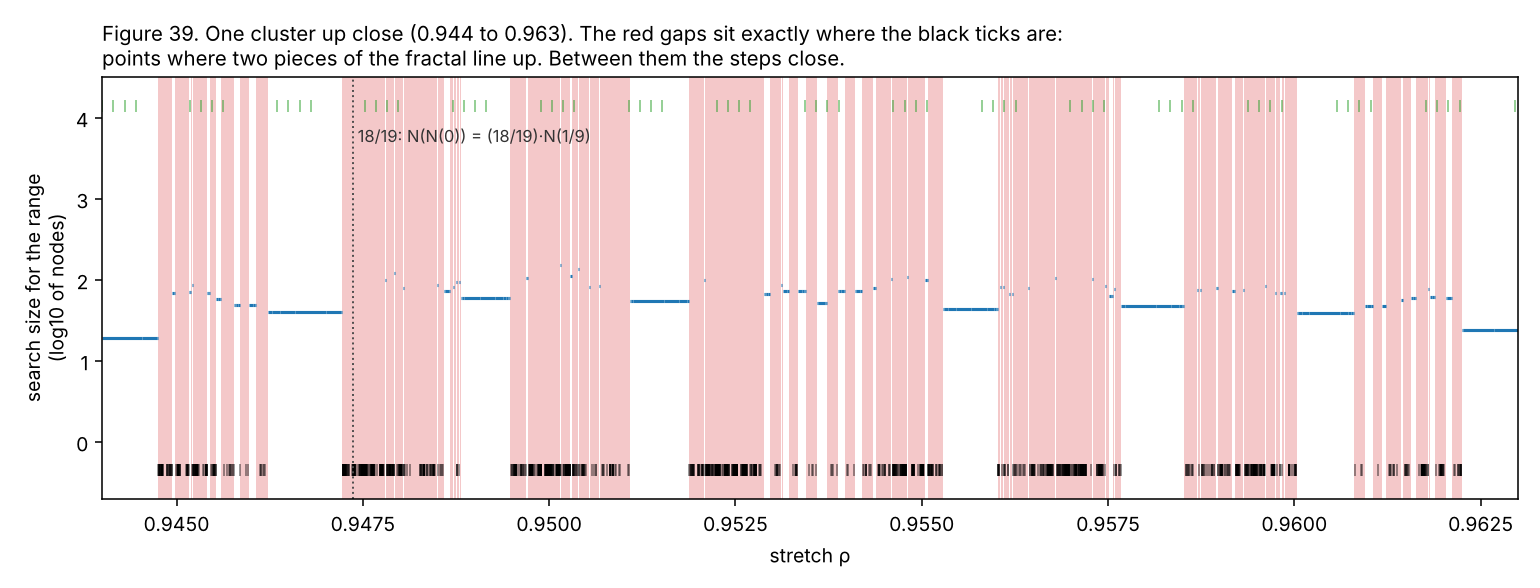 Figure 39. One cluster up close (0.944 to 0.963). The red gaps sit exactly where the black ticks are:
points where two pieces of the fractal line up. Between them the steps close.
search size for the range
(log10 of nodes)
4
3
2
1
0
18/19: N(N(0)) = (18/19)·N(1/9)
0.9450 0.9475 0.9500 0.9525 0.9550 0.9575 0.9600 0.9625
stretch ρ